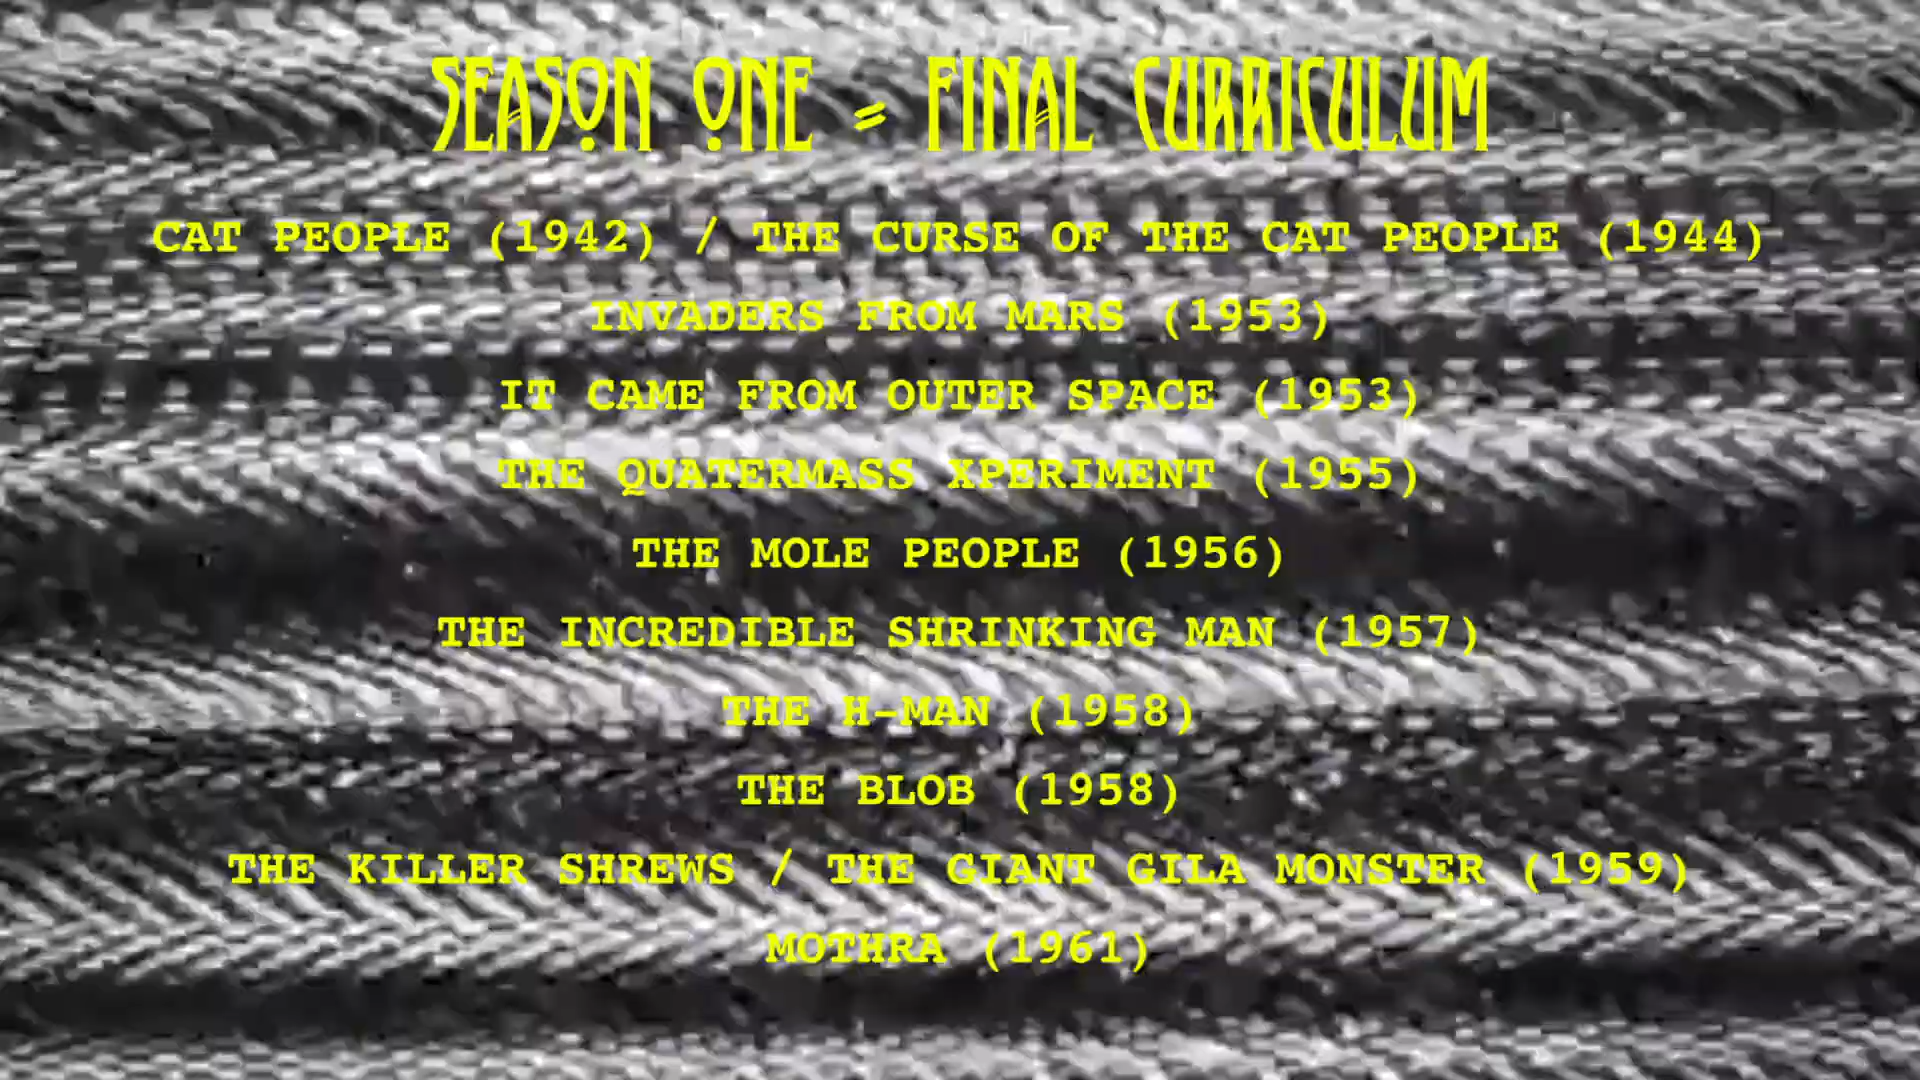 SEASON ONE = FINAL CURRICULUM
CAT PEOPLE (1942) / THE CURSE OF THE CAT PEOPLE (1944)
INVADERS FROM MARS (1953)
IT CAME FROM OUTER SPACE (1953)
THE QUATERMASS XPERIMENT (1955)
THE MOLE PEOPLE (1956)
THE INCREDIBLE SHRINKING MAN (1957)
THE H-MAN (1958)
THE BLOB (1958)
THE KILLER SHREWS / THE GIANT GILA MONSTER (1959)
MOTHRA (1961)